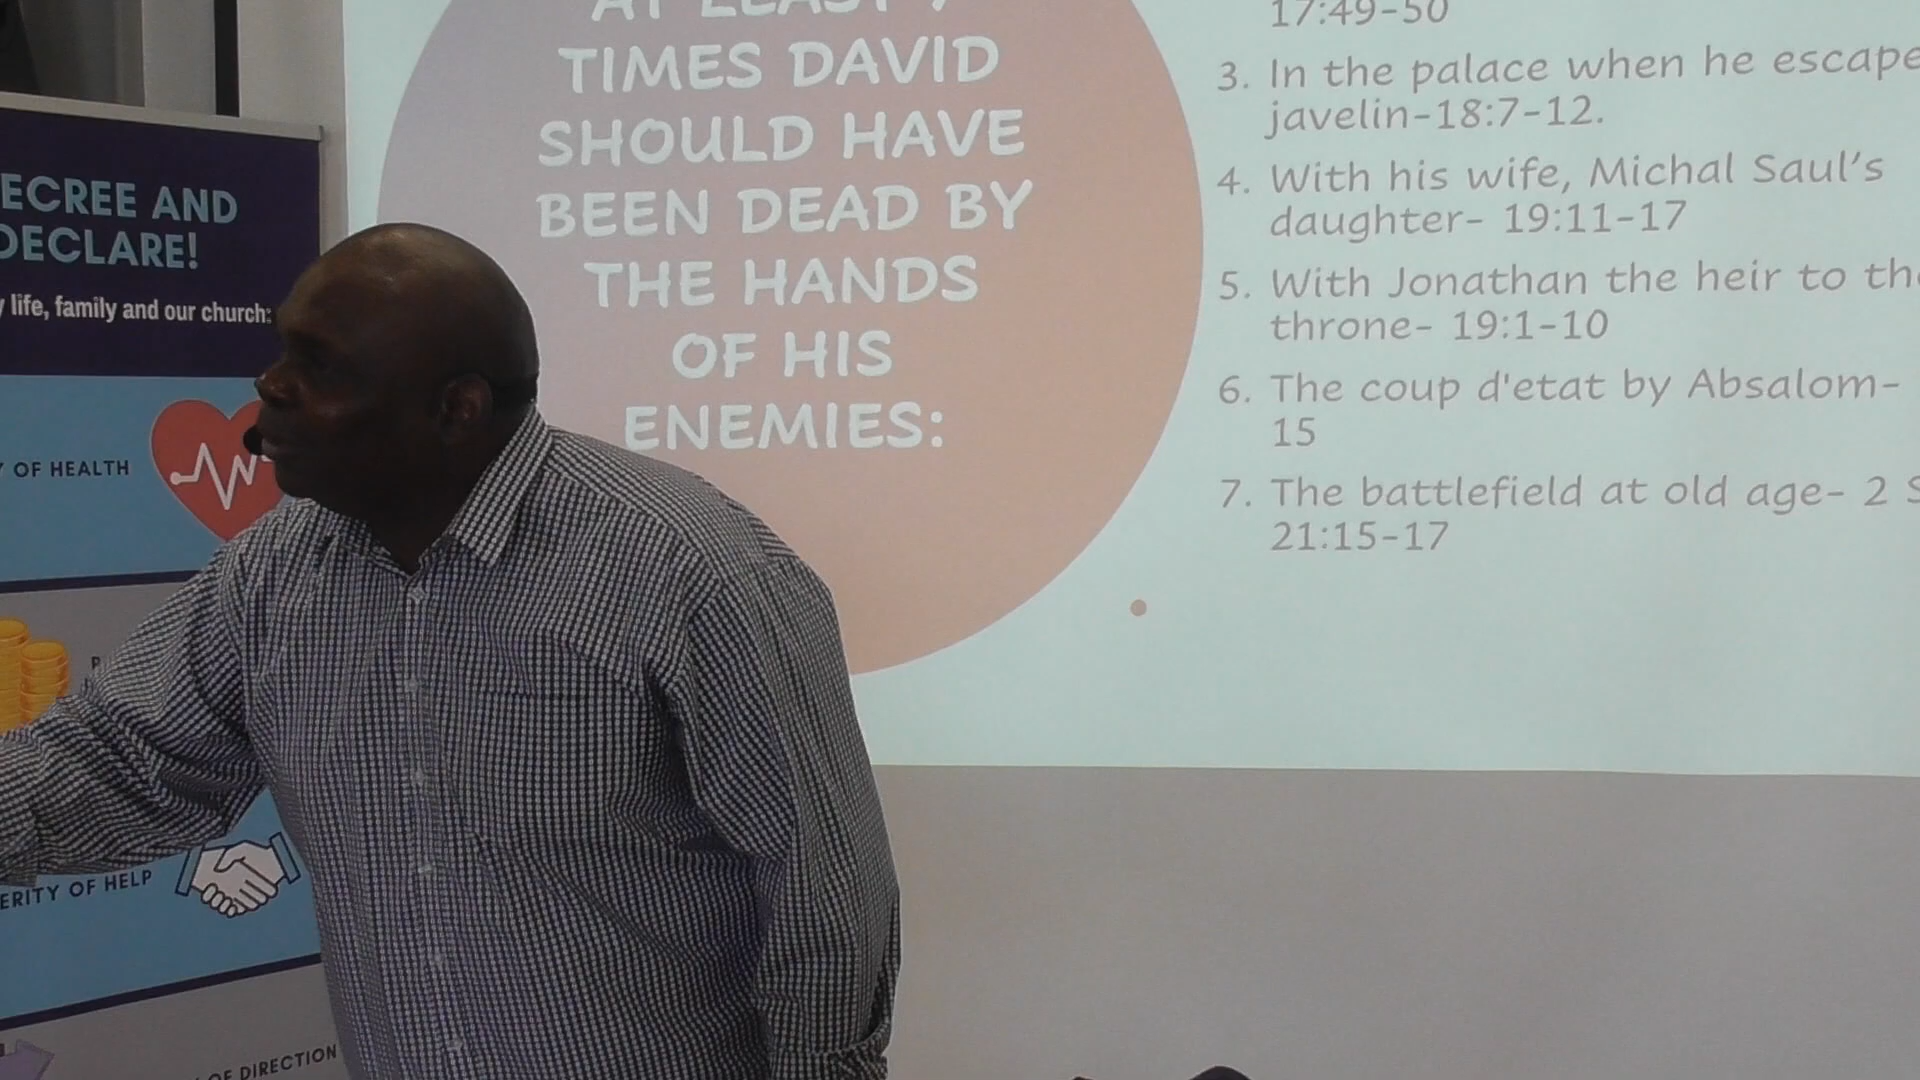 AT LEAST 7
TIMES DAVID
SHOULD HAVE
BEEN DEAD BY
THE HANDS
OF HIS
ENEMIES:
17:49-50
3. In the palace when he escape
javelin-18:7-12.
4. With his wife, Michal Saul's
daughter- 19:11-17
5. With Jonathan the heir to th
throne- 19:1-10
6. The coup d'etat by Absalom-
15
7. The battlefield at old age- 2 S
21:15-17
ECREE AND
DECLARE!
life, family and our church:
OF HEALTH
ERITY OF HELP
OF DIRECTION